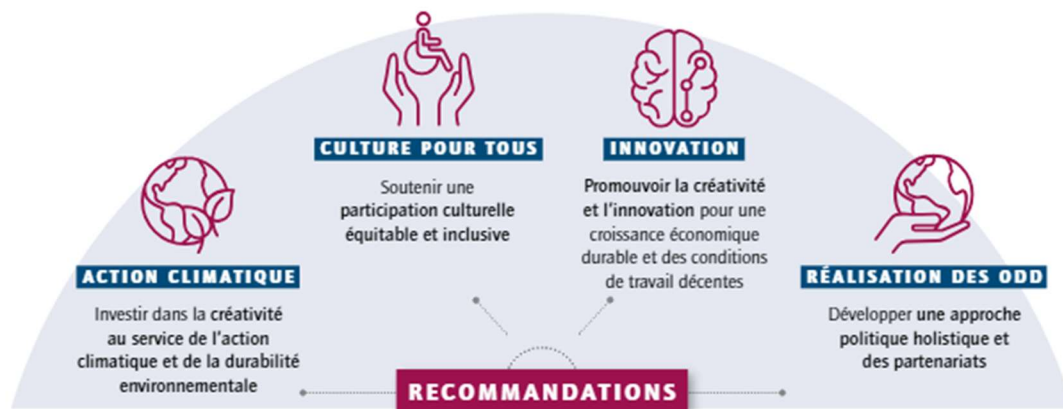 CULTURE POUR TOUS
Soutenir une
participation culturelle
équitable et inclusive
INNOVATION
Promouvoir la créativité
et l'innovation pour une
croissance économique
durable et des conditions
de travail décentes
ACTION CLIMATIQUE
Investir dans la créativité
au service de l'action
climatique et de la durabilité
environnementale
RÉALISATION DES ODD
Développer une approche
politique holistique et
des partenariats
RECOMMANDATIONS